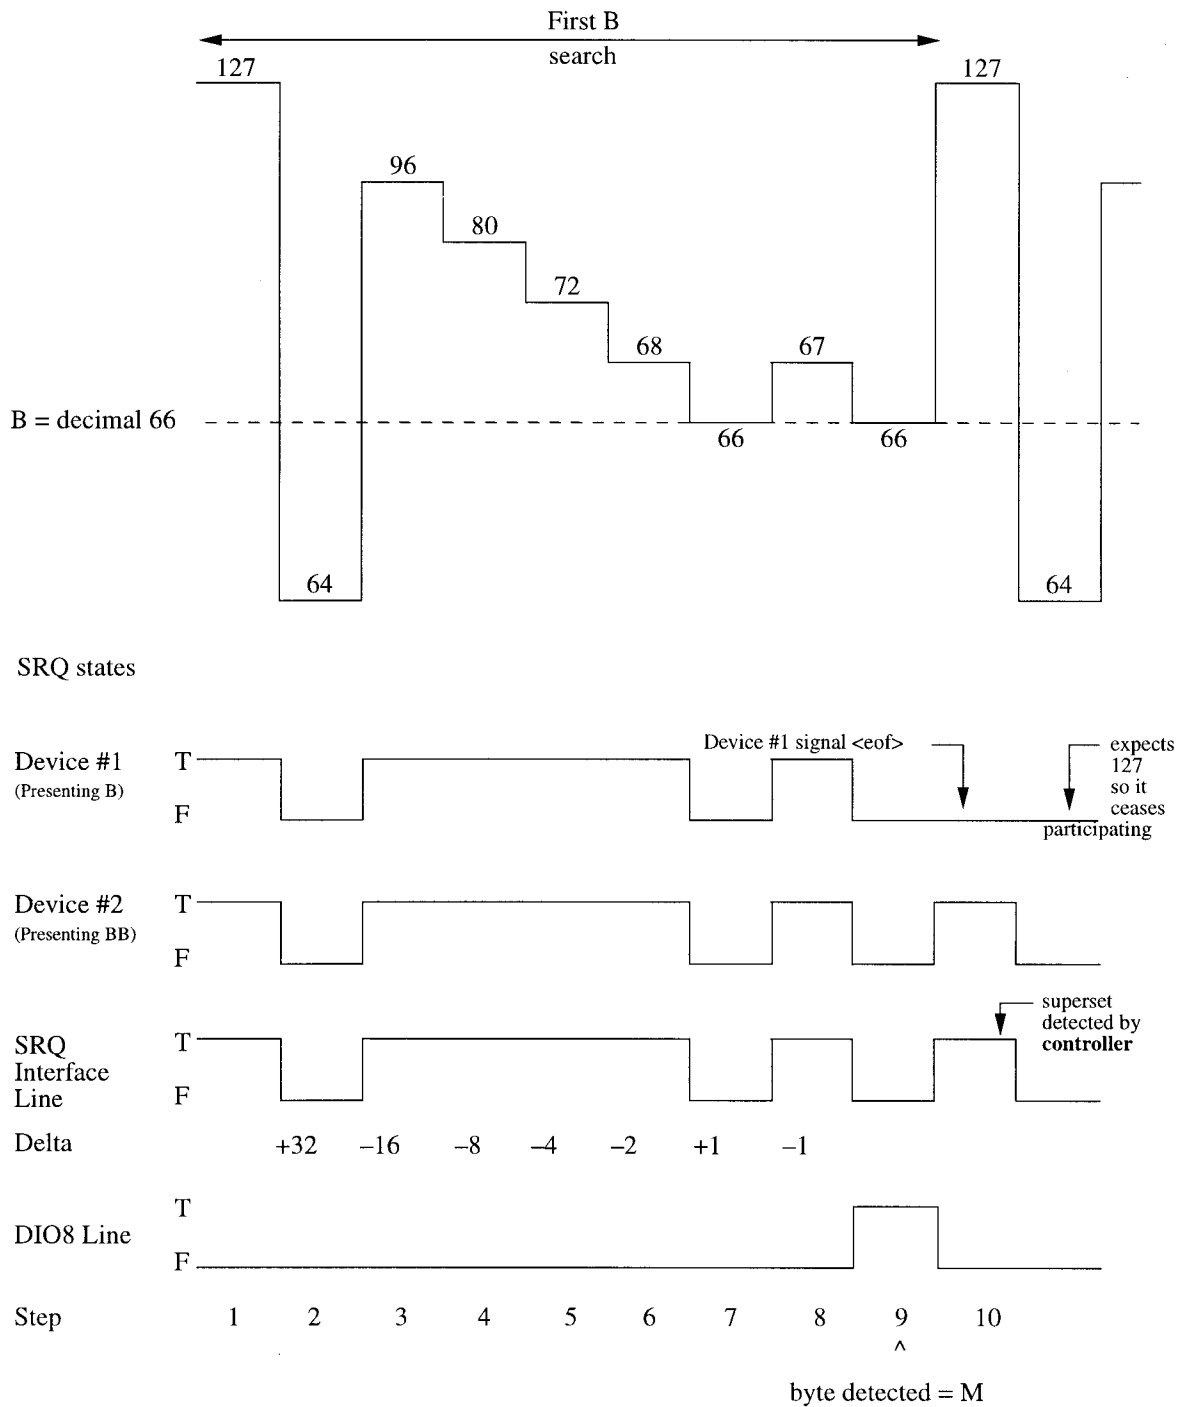 First B
search
127
127
96
80
72
68
67
B = decimal 66
66
66
64
64
SRQ states
Device #1
(Presenting B)
T
F
Device #1 signal <eof>
expects
127
so it
ceases
participating
Device #2
(Presenting BB)
T
F
superset
detected by
controller
SRQ
Interface
Line
T
F
Delta +32 –16 –8 –4 –2 +1 –1
DIO8 Line
T
F
Step 1 2 3 4 5 6 7 8 9 10
^
byte detected = M